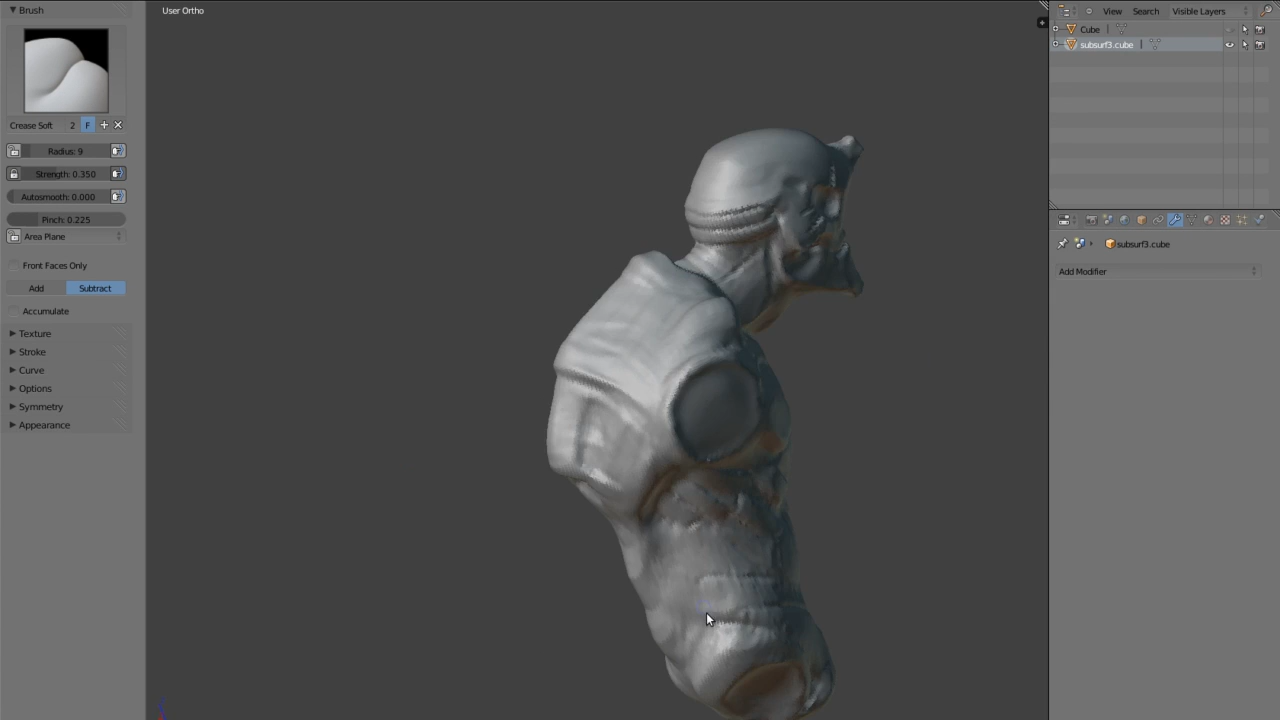 Brush
Crease Soft 2 F
Radius: 9
Strength: 0.350
Autosmooth: 0.000
Pinch: 0.225
Area Plane
Front Faces Only
Add Subtract
Accumulate
Texture
Stroke
Curve
Options
Symmetry
Appearance
User Ortho
View Search Visible Layers
Cube
subsurf3.cube
subsurf3.cube
Add Modifier